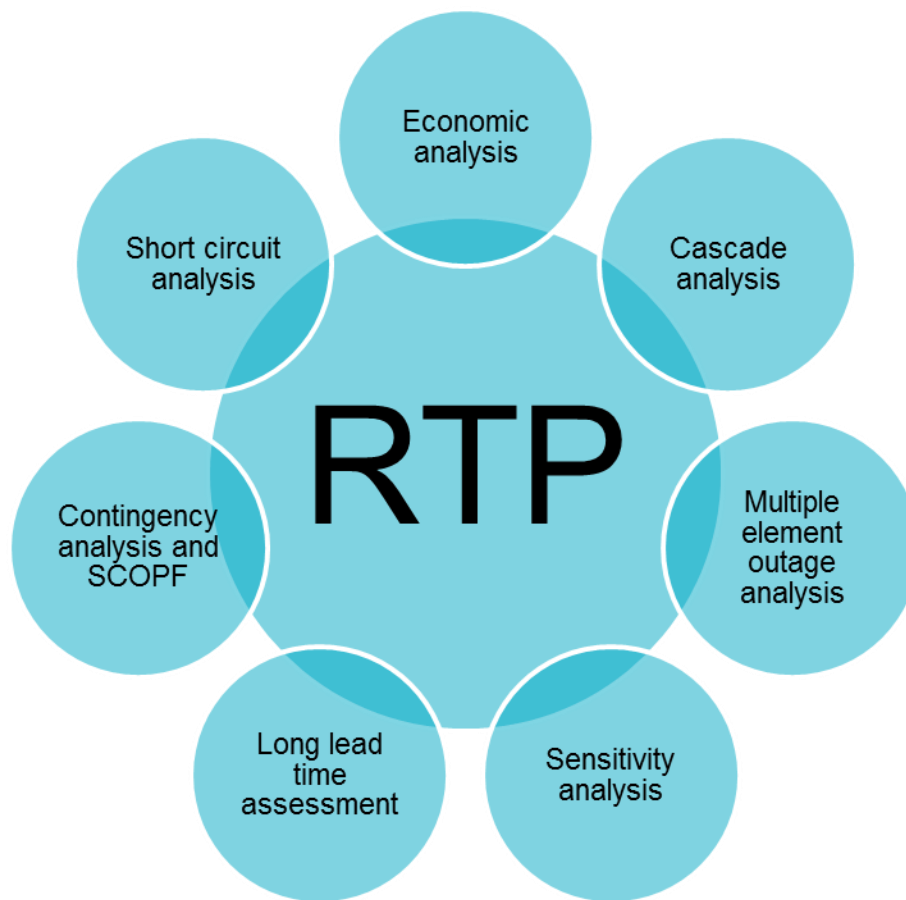 Economic
analysis
Short circuit
analysis
Cascade
analysis
RTP
Contingency
analysis and
SCOPF
Multiple
element
outage
analysis
Long lead
time
assessment
Sensitivity
analysis